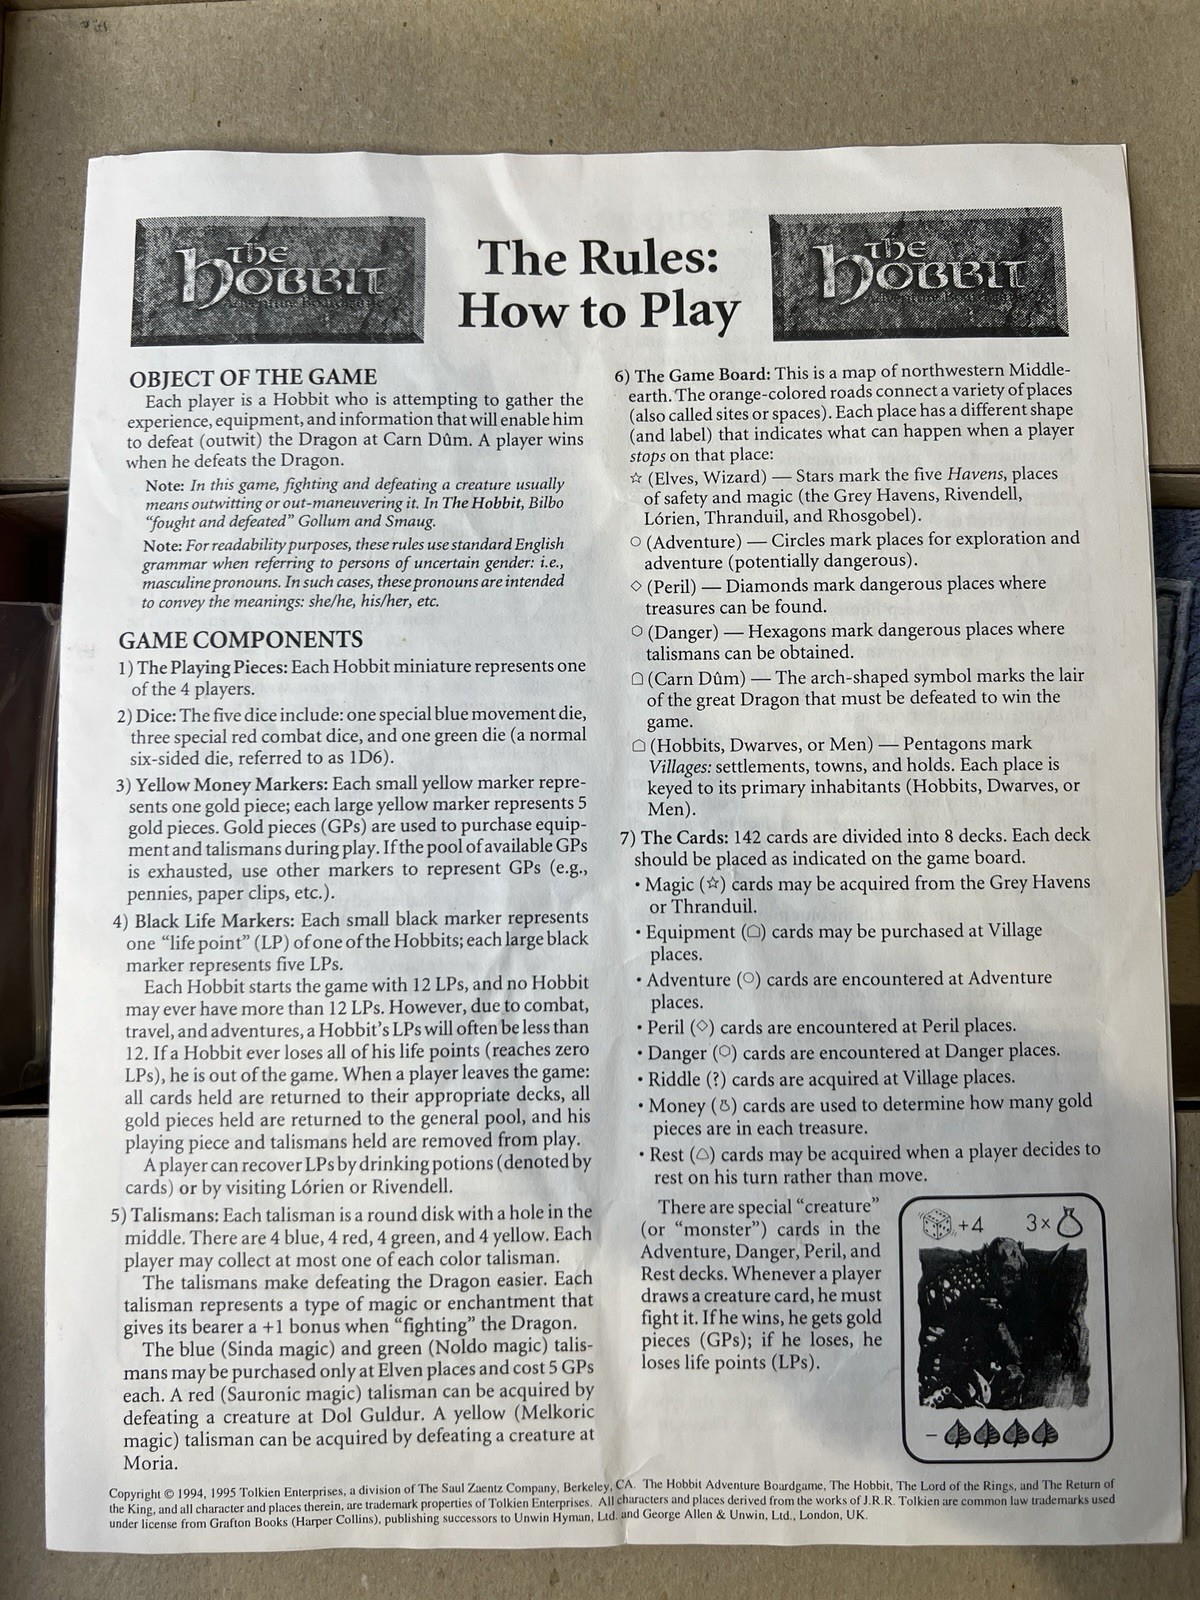 The Hobbit
Adventure Boardgame
The Rules:
How to Play
The Hobbit
Adventure Boardgame
OBJECT OF THE GAME
Each player is a Hobbit who is attempting to gather the
experience, equipment, and information that will enable him
to defeat (outwit) the Dragon at Carn Dûm. A player wins
when he defeats the Dragon.
Note: In this game, fighting and defeating a creature usually
means outwitting or out-maneuvering it. In The Hobbit, Bilbo
“fought and defeated” Gollum and Smaug.
Note: For readability purposes, these rules use standard English
grammar when referring to persons of uncertain gender: i.e.,
masculine pronouns. In such cases, these pronouns are intended
to convey the meanings: she/he, his/her, etc.
GAME COMPONENTS
1) The Playing Pieces: Each Hobbit miniature represents one
of the 4 players.
2) Dice: The five dice include: one special blue movement die,
three special red combat dice, and one green die (a normal
six-sided die, referred to as 1D6).
3) Yellow Money Markers: Each small yellow marker repre-
sents one gold piece; each large yellow marker represents 5
gold pieces. Gold pieces (GPs) are used to purchase equip-
ment and talismans during play. If the pool of available GPs
is exhausted, use other markers to represent GPs (e.g.,
pennies, paper clips, etc.).
4) Black Life Markers: Each small black marker represents
one “life point” (LP) of one of the Hobbits; each large black
marker represents five LPs.
Each Hobbit starts the game with 12 LPs, and no Hobbit
may ever have more than 12 LPs. However, due to combat,
travel, and adventures, a Hobbit’s LPs will often be less than
12. If a Hobbit ever loses all of his life points (reaches zero
LPs), he is out of the game. When a player leaves the game:
all cards held are returned to their appropriate decks, all
gold pieces held are returned to the general pool, and his
playing piece and talismans held are removed from play.
A player can recover LPs by drinking potions (denoted by
cards) or by visiting Lórien or Rivendell.
5) Talismans: Each talisman is a round disk with a hole in the
middle. There are 4 blue, 4 red, 4 green, and 4 yellow. Each
player may collect at most one of each color talisman.
The talismans make defeating the Dragon easier. Each
talisman represents a type of magic or enchantment that
gives its bearer a +1 bonus when “fighting” the Dragon.
The blue (Sinda magic) and green (Noldo magic) talis-
mans may be purchased only at Elven places and cost 5 GPs
each. A red (Sauronic magic) talisman can be acquired by
defeating a creature at Dol Guldur. A yellow (Melkoric
magic) talisman can be acquired by defeating a creature at
Moria.
6) The Game Board: This is a map of northwestern Middle-
earth. The orange-colored roads connect a variety of places
(also called sites or spaces). Each place has a different shape
(and label) that indicates what can happen when a player
stops on that place:
☆ (Elves, Wizard) — Stars mark the five Havens, places
of safety and magic (the Grey Havens, Rivendell,
Lórien, Thranduil, and Rhosgobel).
○ (Adventure) — Circles mark places for exploration and
adventure (potentially dangerous).
◇ (Peril) — Diamonds mark dangerous places where
treasures can be found.
⬡ (Danger) — Hexagons mark dangerous places where
talismans can be obtained.
(Carn Dûm) — The arch-shaped symbol marks the lair
of the great Dragon that must be defeated to win the
game.
(Hobbits, Dwarves, or Men) — Pentagons mark
Villages: settlements, towns, and holds. Each place is
keyed to its primary inhabitants (Hobbits, Dwarves, or
Men).
7) The Cards: 142 cards are divided into 8 decks. Each deck
should be placed as indicated on the game board.
• Magic (☆) cards may be acquired from the Grey Havens
or Thranduil.
• Equipment (⌂) cards may be purchased at Village
places.
• Adventure (○) cards are encountered at Adventure
places.
• Peril (◇) cards are encountered at Peril places.
• Danger (⬡) cards are encountered at Danger places.
• Riddle (?) cards are acquired at Village places.
• Money () cards are used to determine how many gold
pieces are in each treasure.
• Rest () cards may be acquired when a player decides to
rest on his turn rather than move.
There are special “creature”
(or “monster”) cards in the
Adventure, Danger, Peril, and
Rest decks. Whenever a player
draws a creature card, he must
fight it. If he wins, he gets gold
pieces (GPs); if he loses, he
loses life points (LPs).
+4 3×
–
Copyright © 1994, 1995 Tolkien Enterprises, a division of The Saul Zaentz Company, Berkeley, CA. The Hobbit Adventure Boardgame, The Hobbit, The Lord of the Rings, and The Return of
the King, and all character and places therein, are trademark properties of Tolkien Enterprises. All characters and places derived from the works of J.R.R. Tolkien are common law trademarks used
under license from Grafton Books (Harper Collins), publishing successors to Unwin Hyman, Ltd. and George Allen & Unwin, Ltd., London, UK.